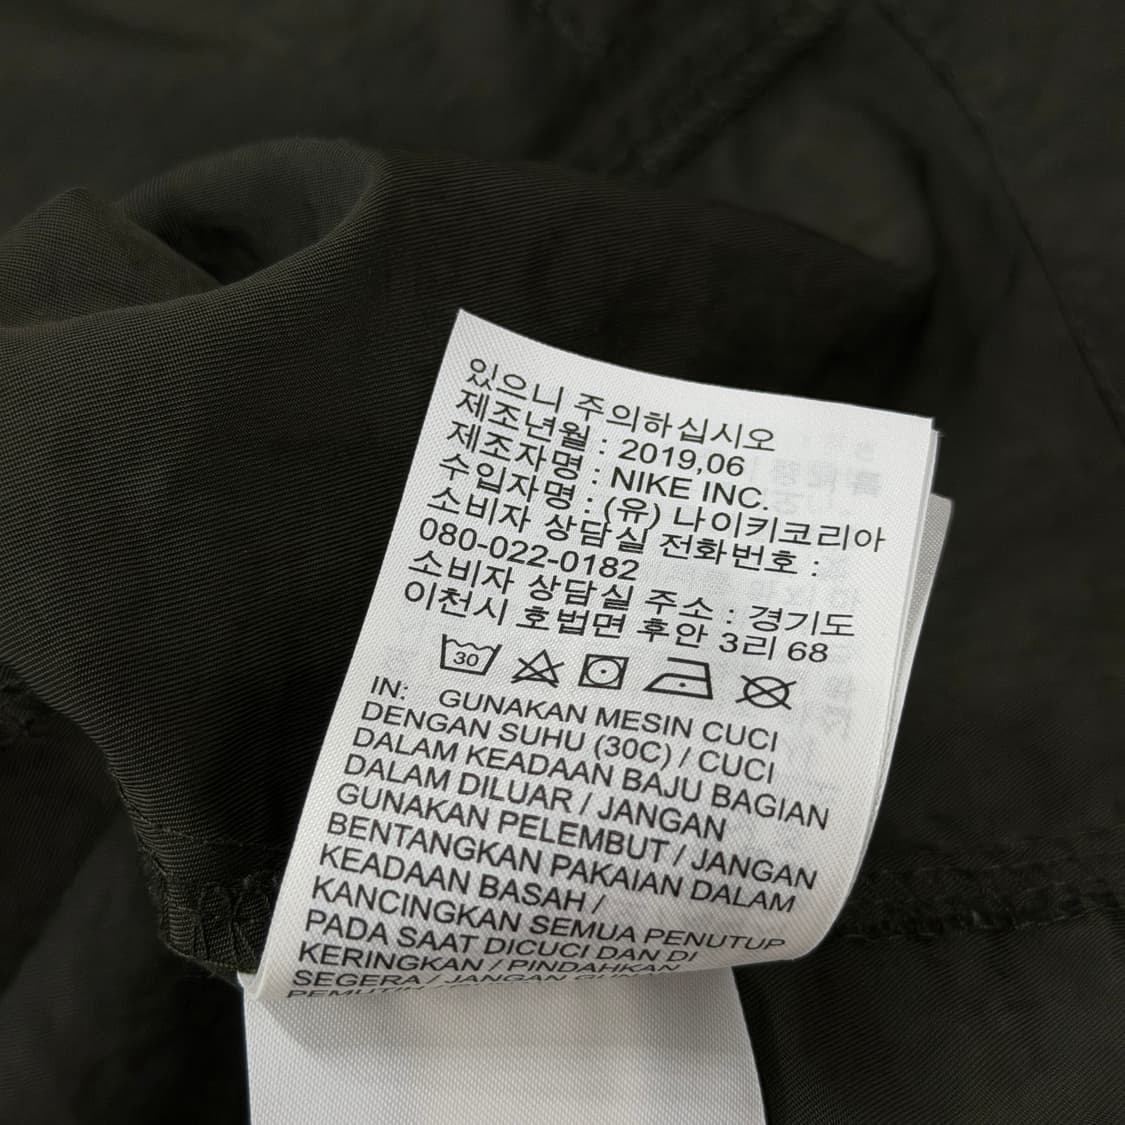 있으니 주의하십시오
제조년월 : 2019,06
제조자명 : NIKE INC.
수입자명 : (유) 나이키코리아
소비자 상담실 전화번호 :
080-022-0182
소비자 상담실 주소 : 경기도
이천시 호법면 후안 3리 68
30
IN: GUNAKAN MESIN CUCI
DENGAN SUHU (30C) / CUCI
DALAM KEADAAN BAJU BAGIAN
DALAM DILUAR / JANGAN
GUNAKAN PELEMBUT / JANGAN
BENTANGKAN PAKAIAN DALAM
KEADAAN BASAH /
KANCINGKAN SEMUA PENUTUP
PADA SAAT DICUCI DAN DI
KERINGKAN / PINDAHKAN
SEGERA / JANGAN